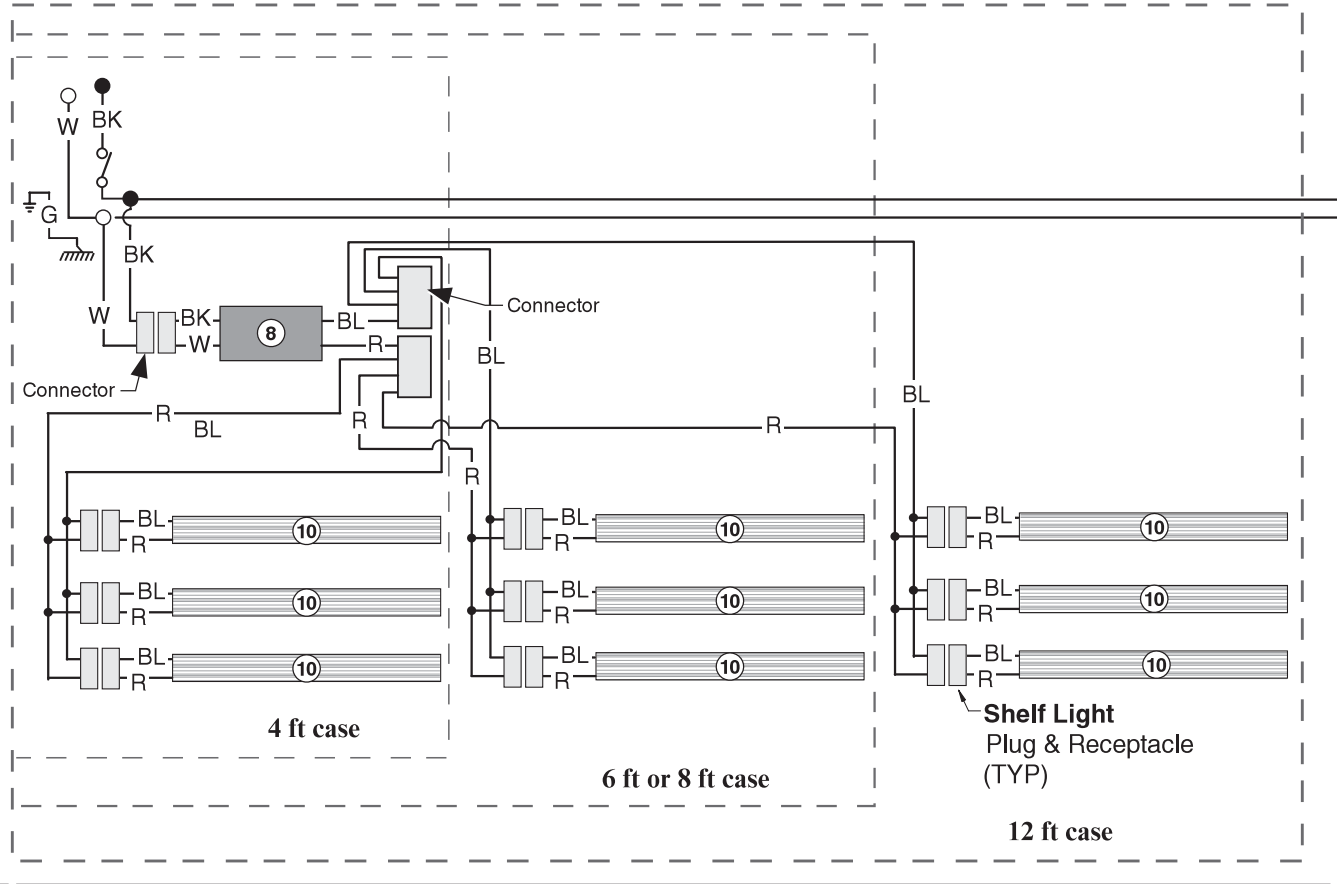 W BK
G
BK
W BK 8 BL
W R
Connector
BL
Connector
R
BL
R
R
BL
R
BL 10
R
BL 10
R
BL 10
R
BL 10
R
BL 10
R
BL 10
R
BL 10
R
BL 10
R
BL 10
R
4 ft case
Shelf Light
Plug & Receptacle
(TYP)
6 ft or 8 ft case
12 ft case